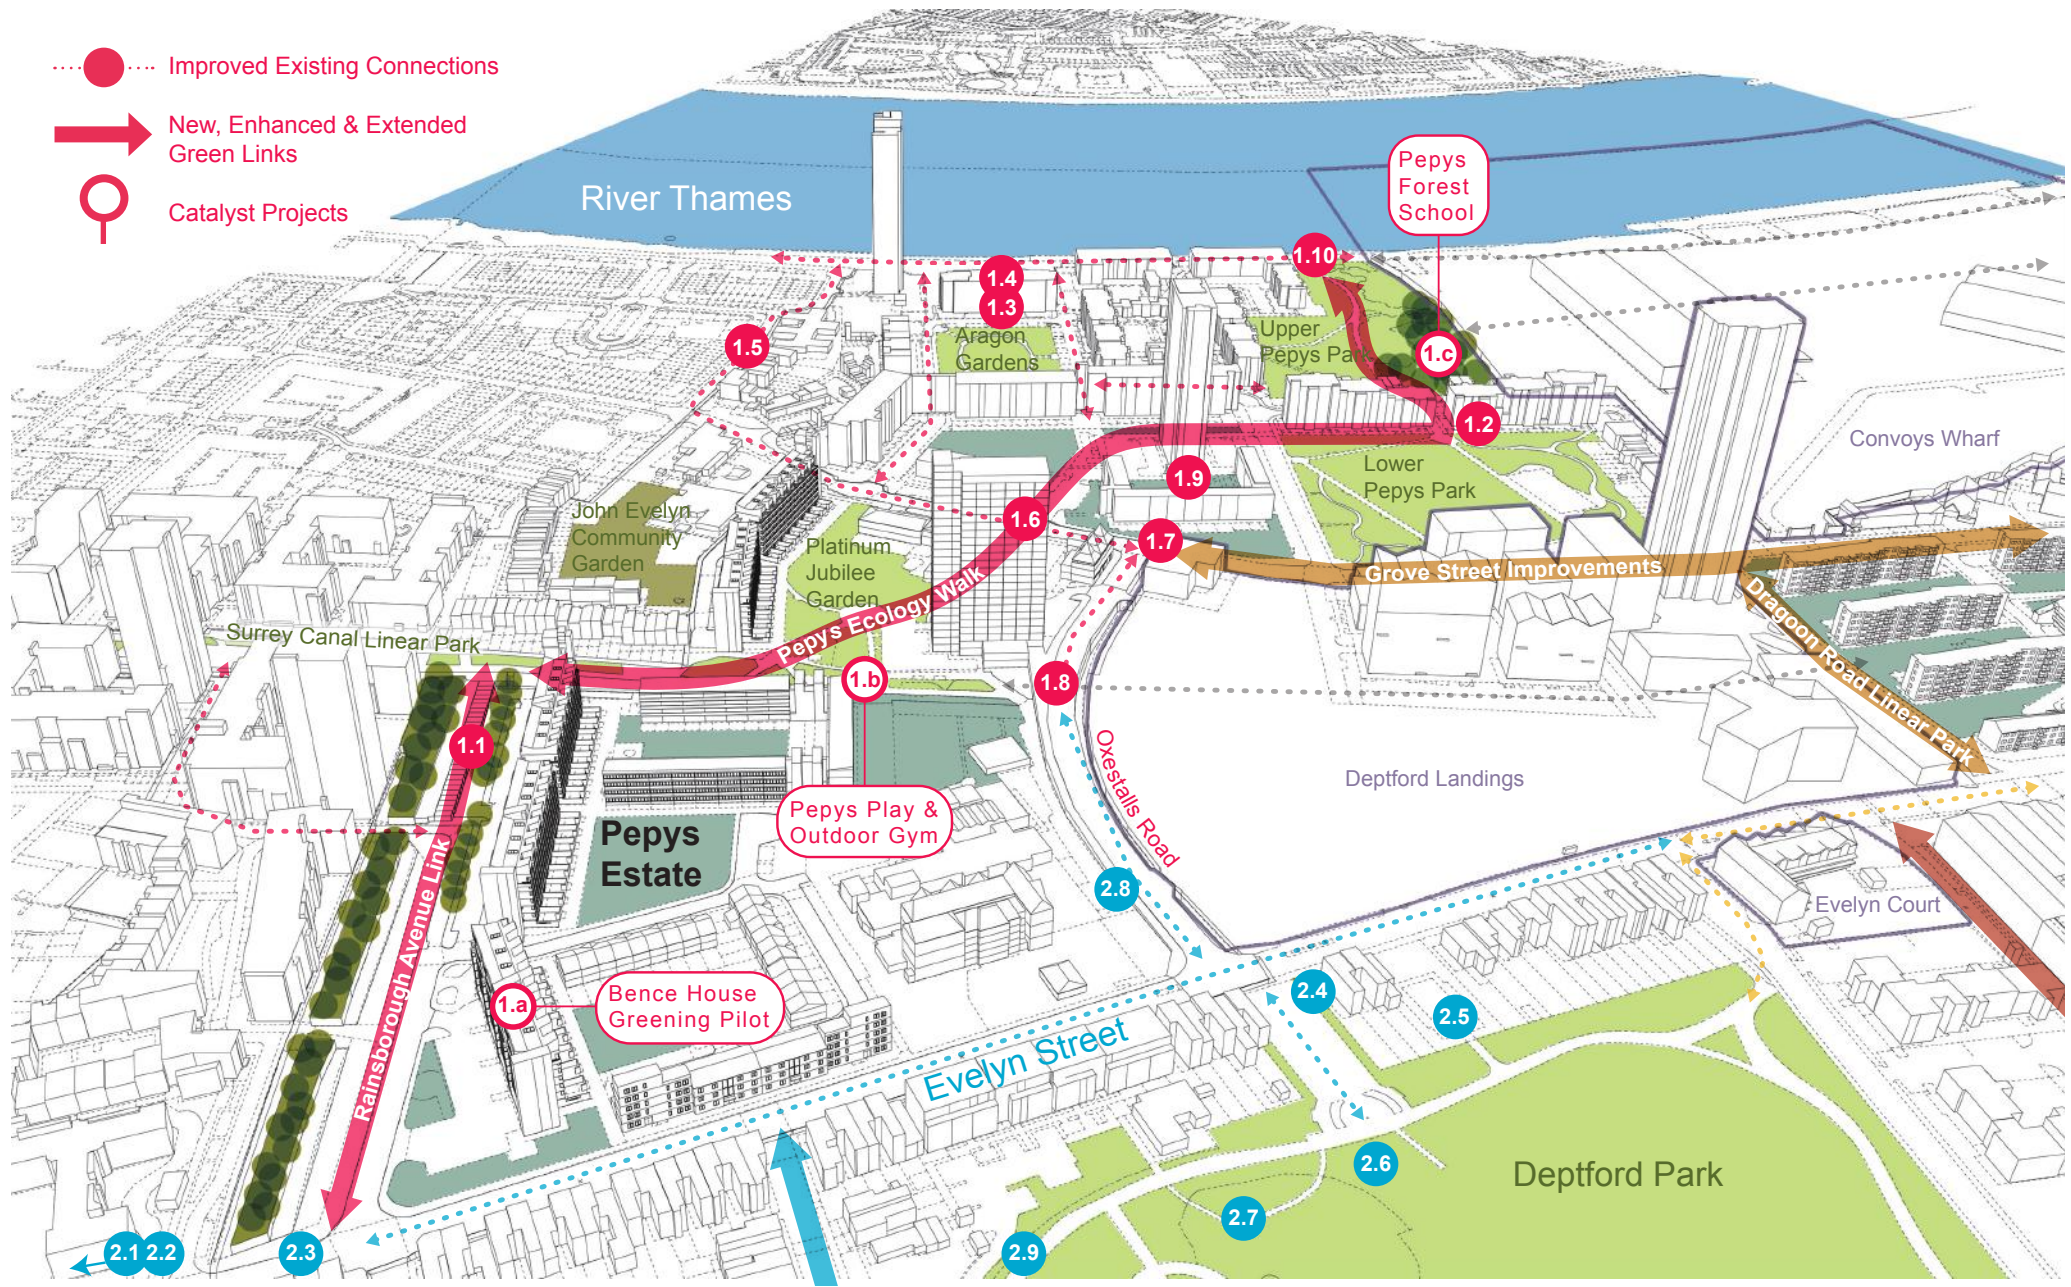 Improved Existing Connections
New, Enhanced & Extended
Green Links
Catalyst Projects
River Thames
Pepys
Forest
School
1.10
1.4
1.3
Aragon
Gardens
1.5
Upper
Pepys Park
1.c
1.2
Convoys Wharf
Lower
Pepys Park
1.9
John Evelyn
Community
Garden
1.6
1.7
Platinum
Jubilee
Garden
Grove Street Improvements
Dragoon Road Linear Park
Pepys Ecology Walk
Surrey Canal Linear Park
1.b
1.8
1.1
Oxestalls Road
Deptford Landings
Pepys Play &
Outdoor Gym
Pepys
Estate
2.8
Evelyn Court
Rainsborough Avenue Link
1.a
Bence House
Greening Pilot
2.4
2.5
Evelyn Street
2.6
Deptford Park
2.7
2.1
2.2
2.3
2.9